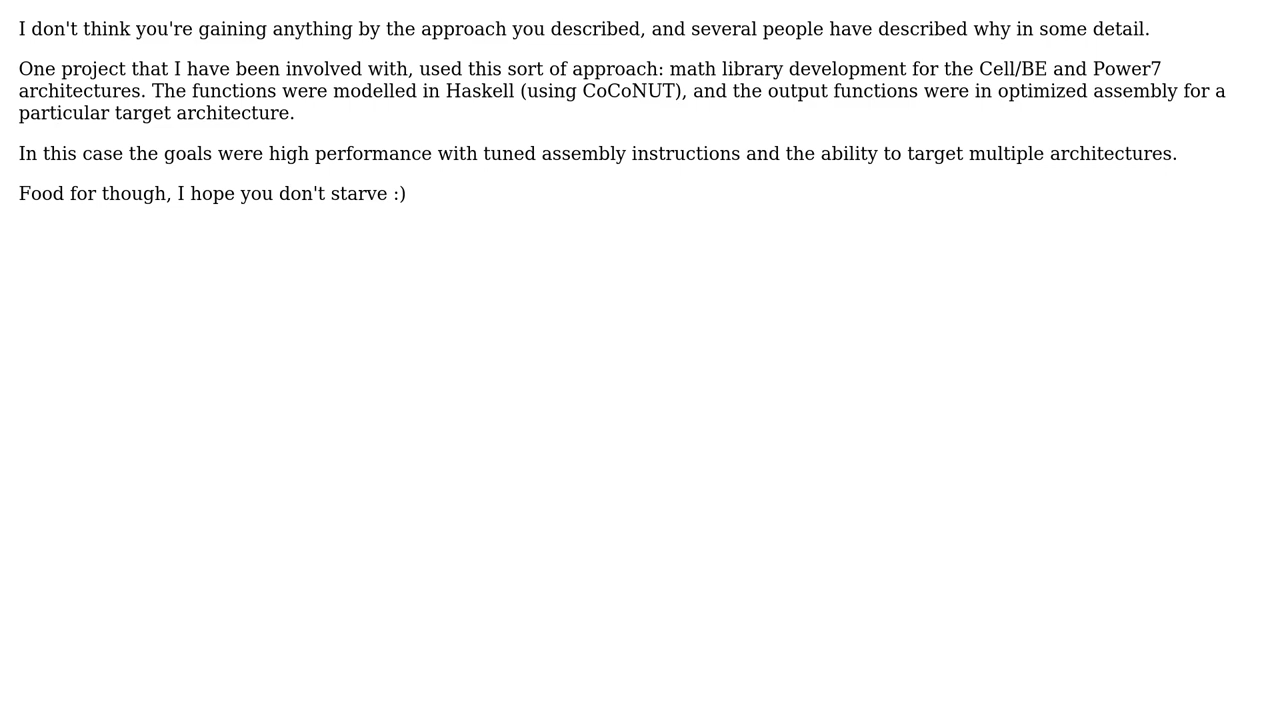 I don't think you're gaining anything by the approach you described, and several people have described why in some detail.
One project that I have been involved with, used this sort of approach: math library development for the Cell/BE and Power7
architectures. The functions were modelled in Haskell (using CoCoNUT), and the output functions were in optimized assembly for a
particular target architecture.
In this case the goals were high performance with tuned assembly instructions and the ability to target multiple architectures.
Food for though, I hope you don't starve :)